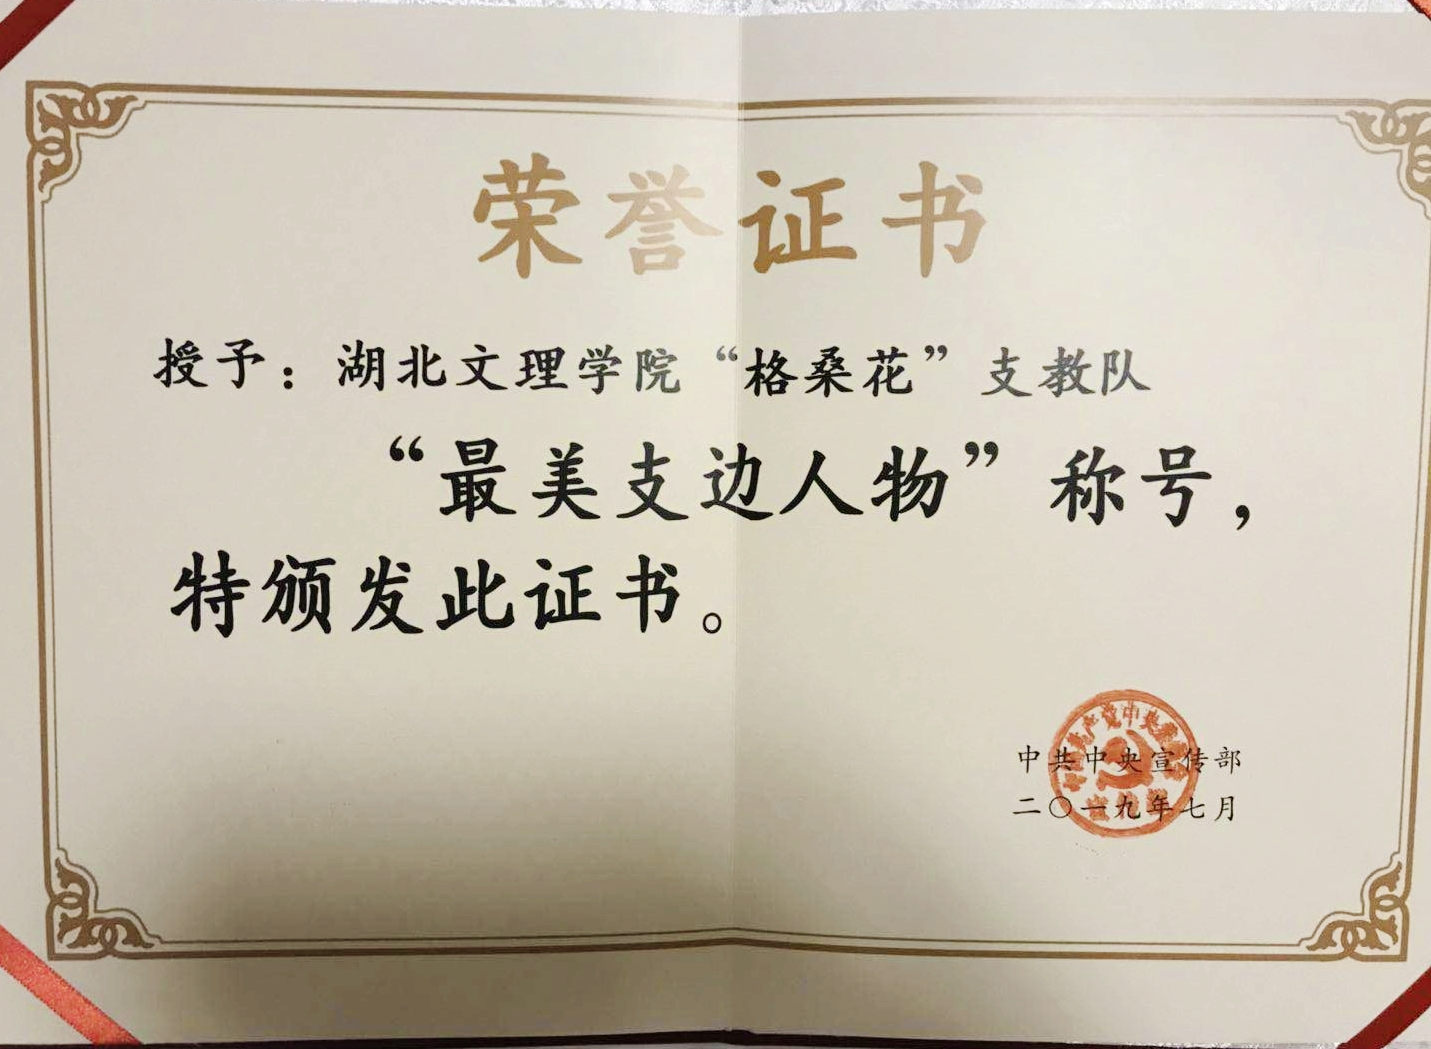 荣誉证书
授予：湖北文理学院“格桑花”支教队
“最美支边人物”称号，
特颁发此证书。
中共中央宣传部
二〇一九年七月